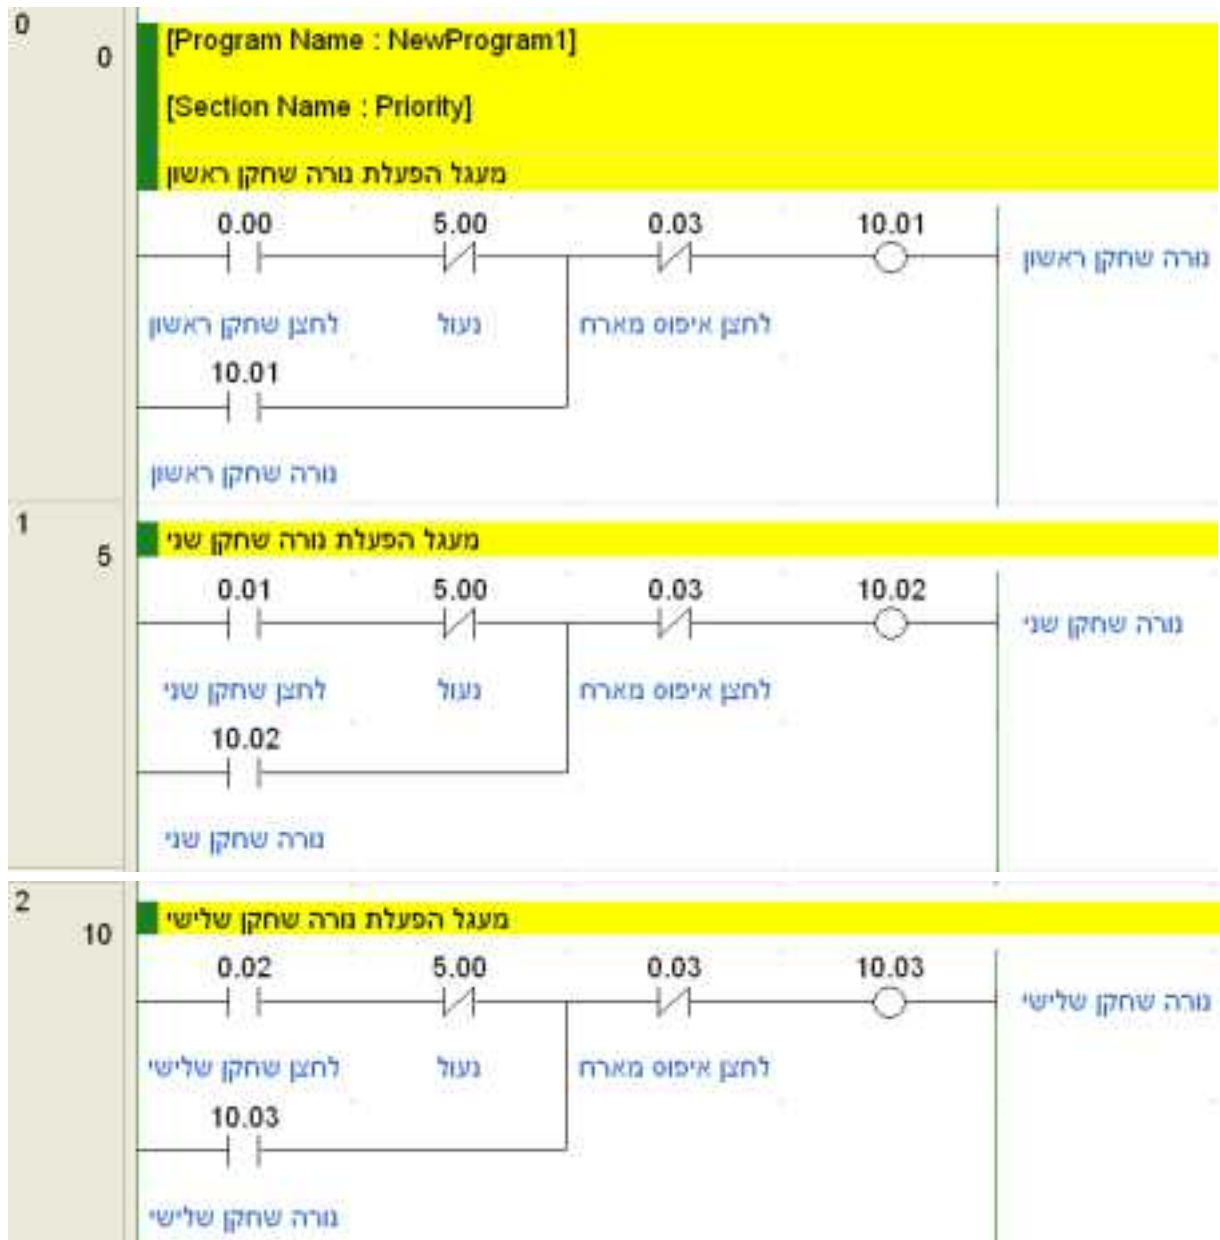 0
0
[Program Name : NewProgram1]
[Section Name : Priority]
מעגל הפעלת נורה שחקן ראשון
0.00 5.00 0.03 10.01
נורה שחקן ראשון
לחצן שחקן ראשון נעול לחצן איפוס מארח
10.01
נורה שחקן ראשון
1
5
מעגל הפעלת נורה שחקן שני
0.01 5.00 0.03 10.02
נורה שחקן שני
לחצן שחקן שני נעול לחצן איפוס מארח
10.02
נורה שחקן שני
2
10
מעגל הפעלת נורה שחקן שלישי
0.02 5.00 0.03 10.03
נורה שחקן שלישי
לחצן שחקן שלישי נעול לחצן איפוס מארח
10.03
נורה שחקן שלישי